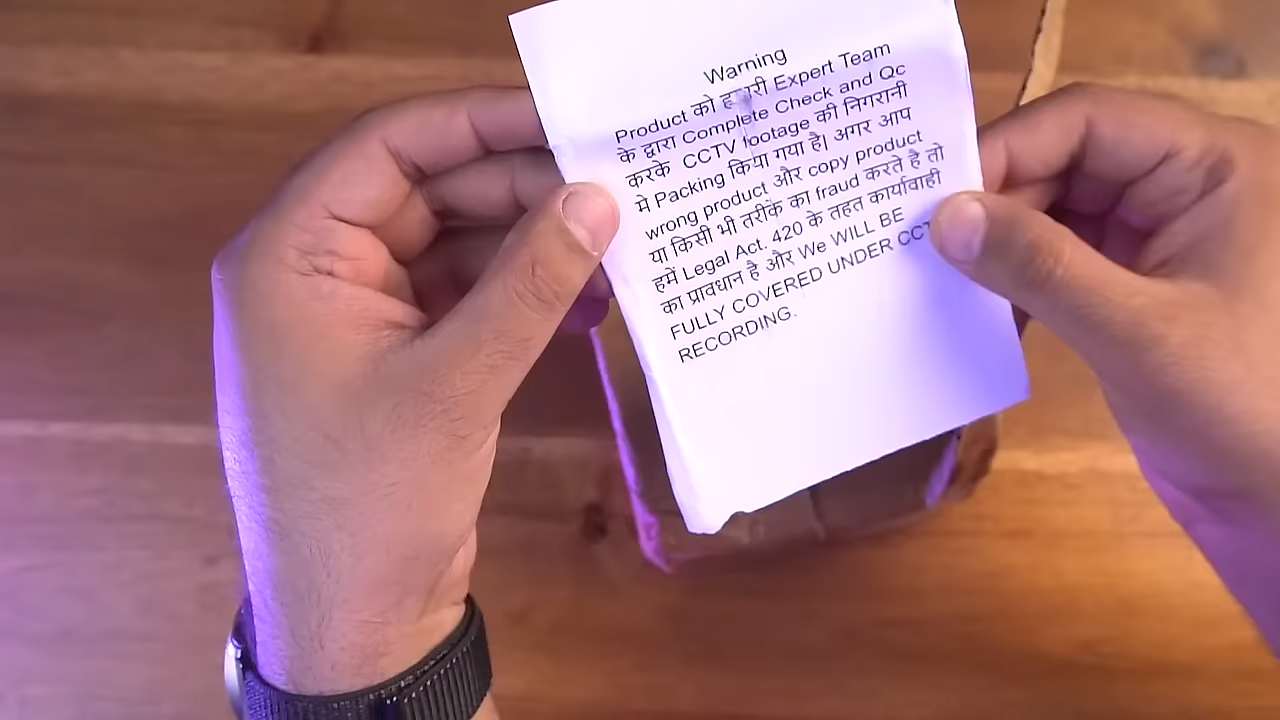 Warning
Product को Expert Team
के द्वारा Complete Check and Qc
करके CCTV footage की निगरानी
मे Packing किया गया है। अगर आप
wrong product और copy product
या किसी भी तरीके का fraud करते है तो
हमें Legal Act. 420 के तहत कार्यावाही
का प्रावधान है और We WILL BE
FULLY COVERED UNDER
RECORDING.